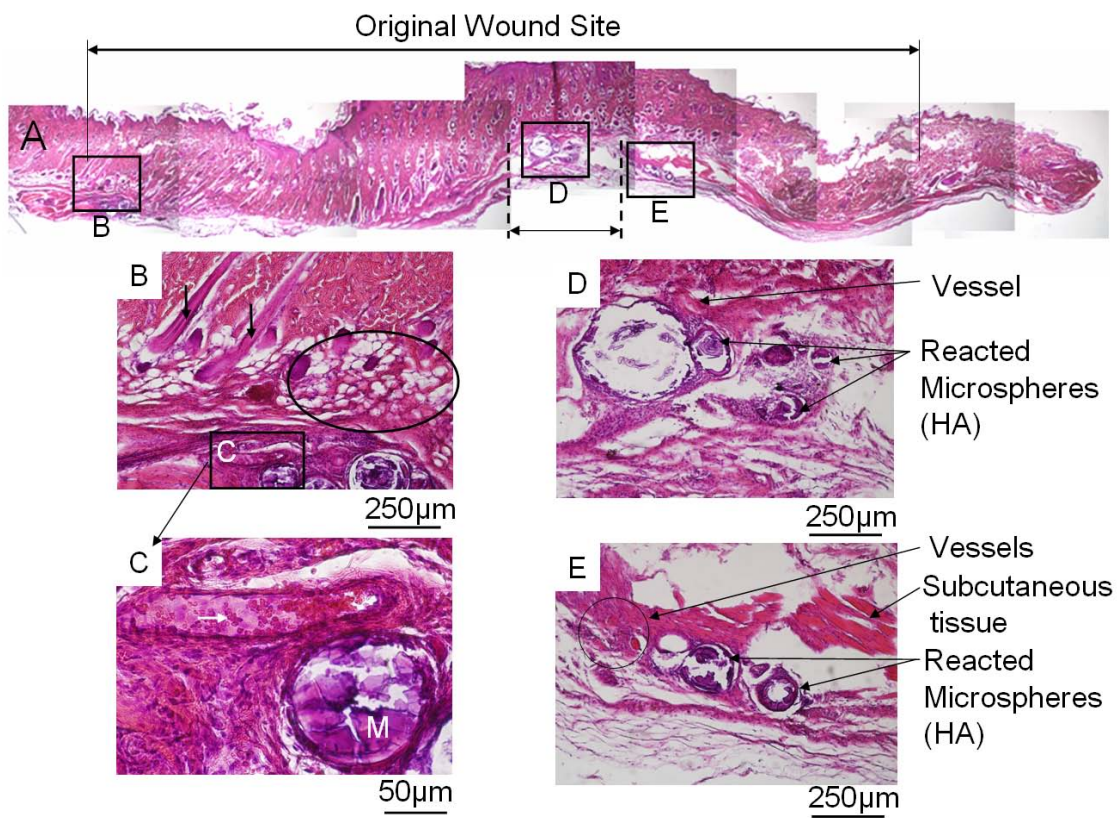 Original Wound Site
A
B
D
E
B
C
250µm
D
Vessel
Reacted
Microspheres
(HA)
250µm
C
M
50µm
E
Vessels
Subcutaneous
tissue
Reacted
Microspheres
(HA)
250µm